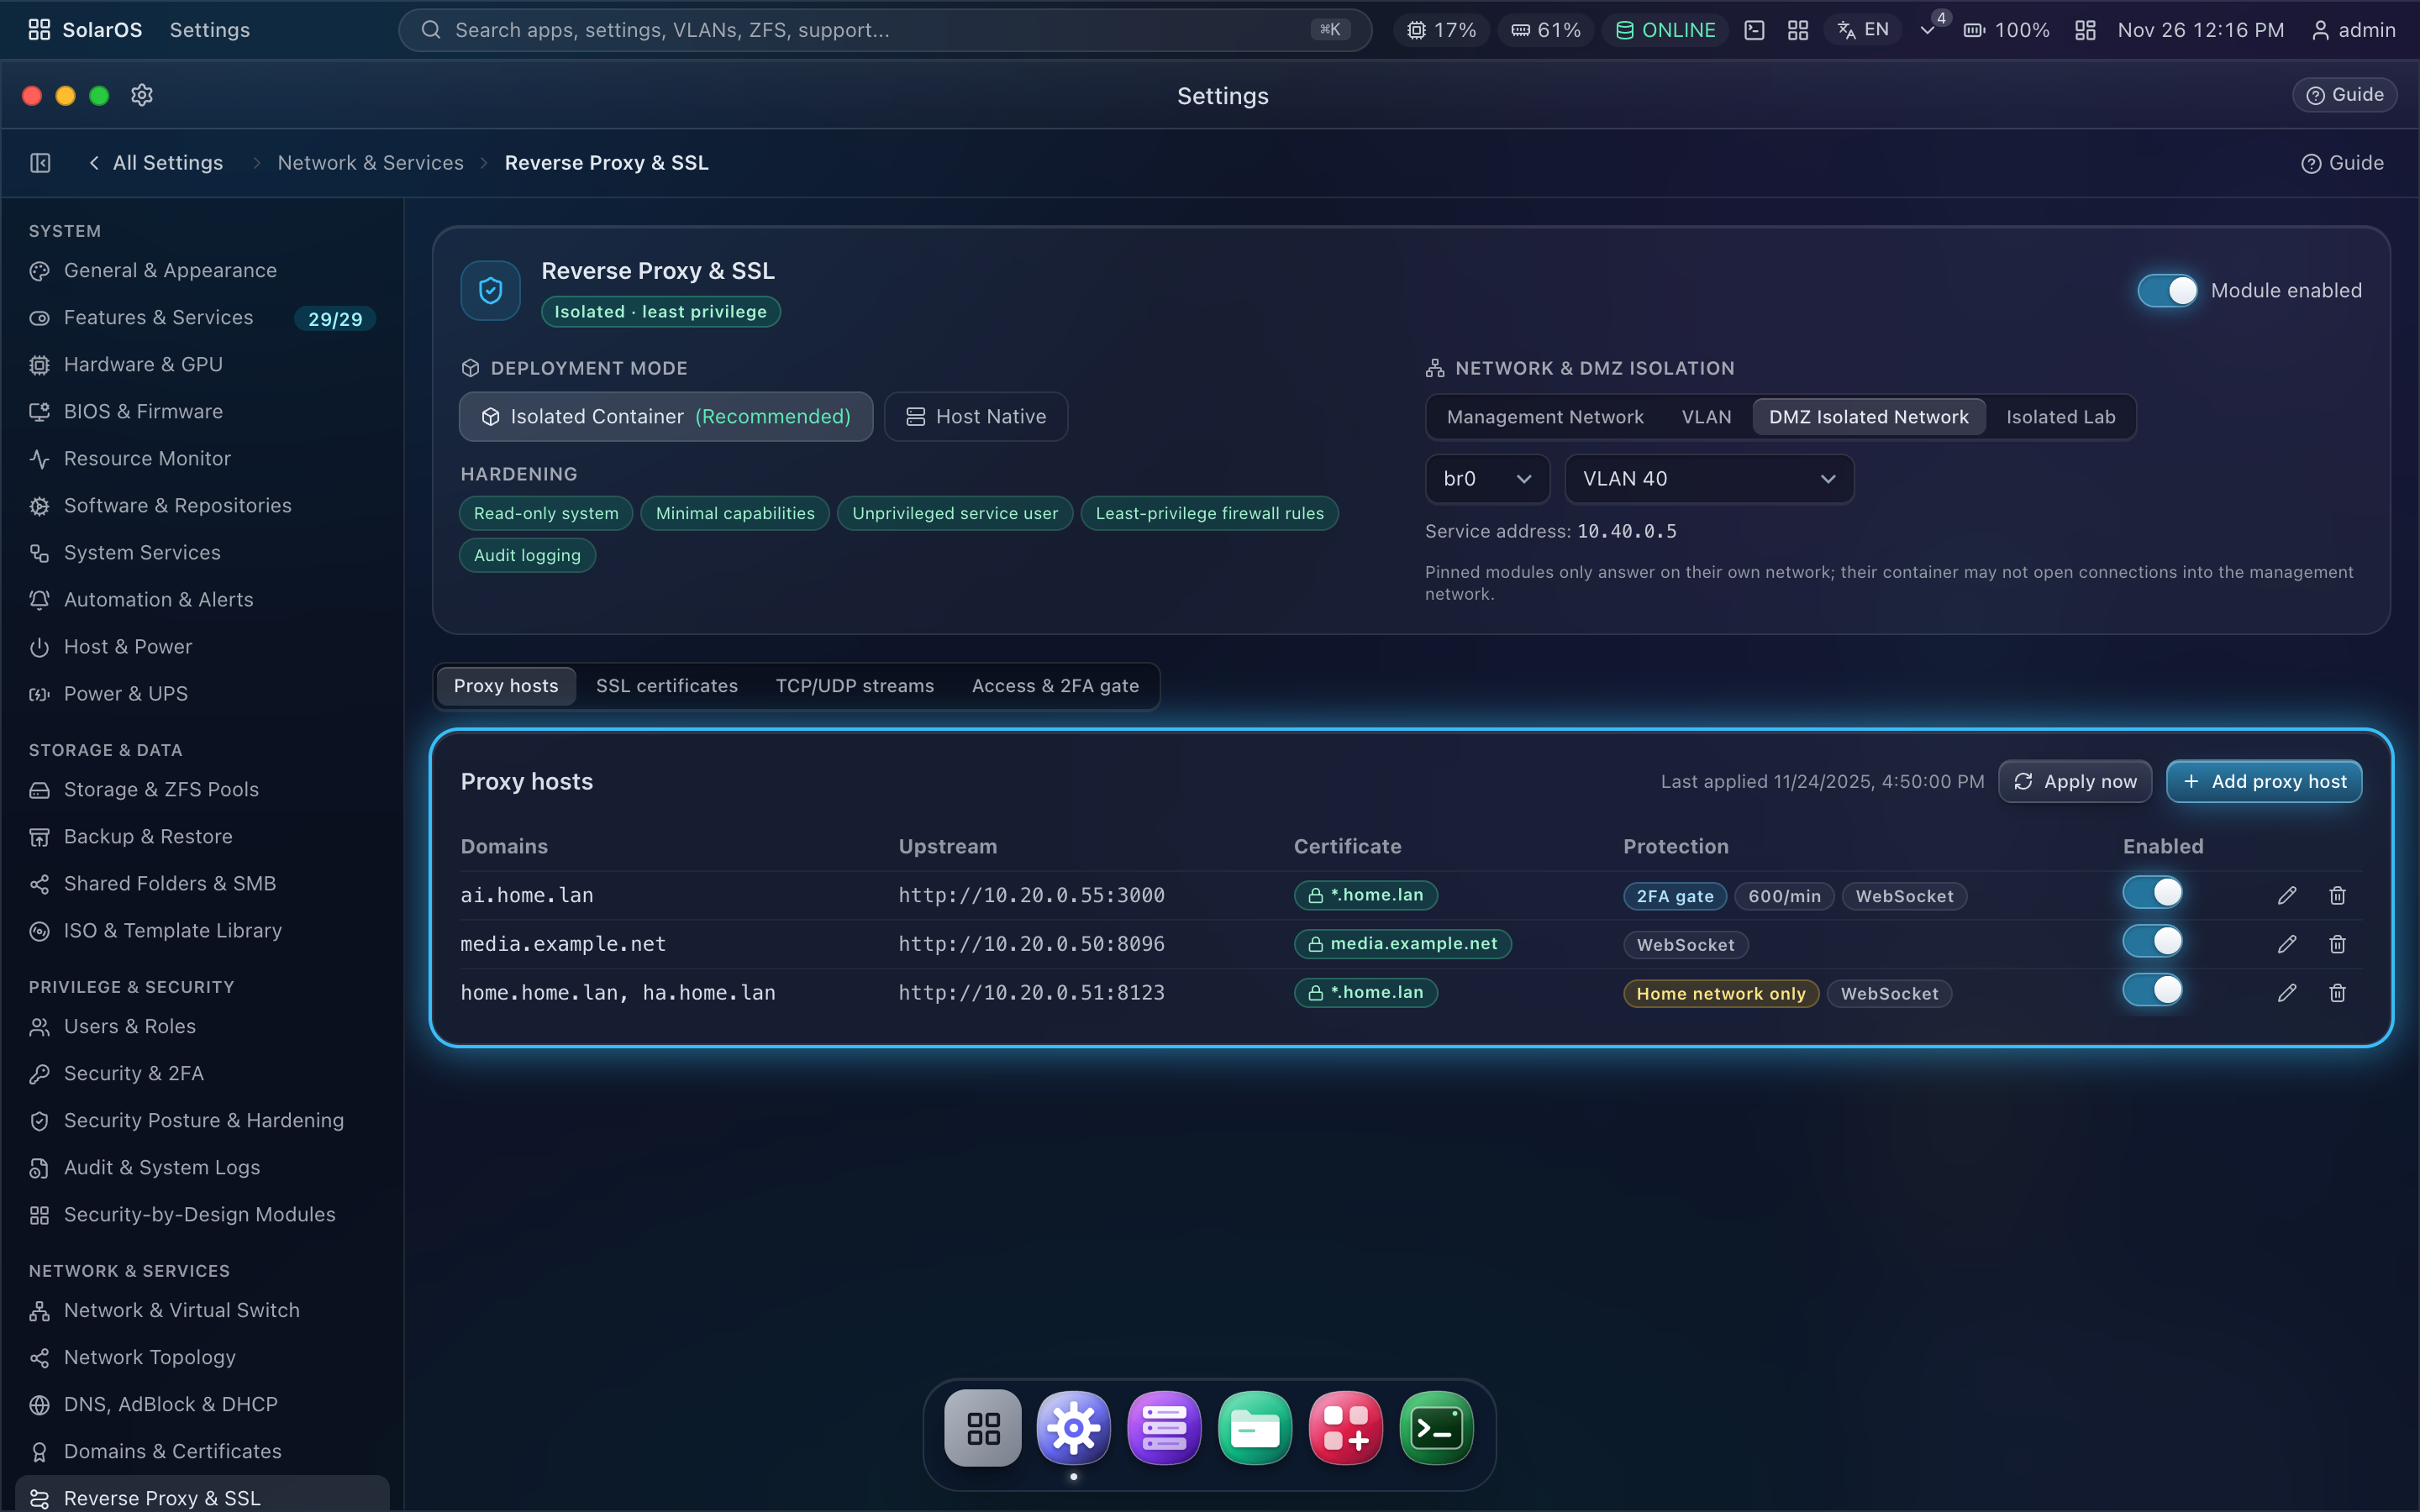 SolarOS Settings Search apps, settings, VLANs, ZFS, support... ⌘K 17% 61% ONLINE EN 4 100% Nov 26 12:16 PM admin
Settings Guide
All Settings > Network & Services > Reverse Proxy & SSL Guide
SYSTEM
General & Appearance
Features & Services 29/29
Hardware & GPU
BIOS & Firmware
Resource Monitor
Software & Repositories
System Services
Automation & Alerts
Host & Power
Power & UPS
STORAGE & DATA
Storage & ZFS Pools
Backup & Restore
Shared Folders & SMB
ISO & Template Library
PRIVILEGE & SECURITY
Users & Roles
Security & 2FA
Security Posture & Hardening
Audit & System Logs
Security-by-Design Modules
NETWORK & SERVICES
Network & Virtual Switch
Network Topology
DNS, AdBlock & DHCP
Domains & Certificates
Reverse Proxy & SSL
Reverse Proxy & SSL
Isolated · least privilege
Module enabled
DEPLOYMENT MODE
Isolated Container (Recommended) Host Native
HARDENING
Read-only system Minimal capabilities Unprivileged service user Least-privilege firewall rules
Audit logging
NETWORK & DMZ ISOLATION
Management Network VLAN DMZ Isolated Network Isolated Lab
br0 VLAN 40
Service address: 10.40.0.5
Pinned modules only answer on their own network; their container may not open connections into the management
network.
Proxy hosts SSL certificates TCP/UDP streams Access & 2FA gate
Proxy hosts Last applied 11/24/2025, 4:50:00 PM Apply now + Add proxy host
Domains Upstream Certificate Protection Enabled
ai.home.lan http://10.20.0.55:3000 *.home.lan 2FA gate 600/min WebSocket
media.example.net http://10.20.0.50:8096 media.example.net WebSocket
home.home.lan, ha.home.lan http://10.20.0.51:8123 *.home.lan Home network only WebSocket